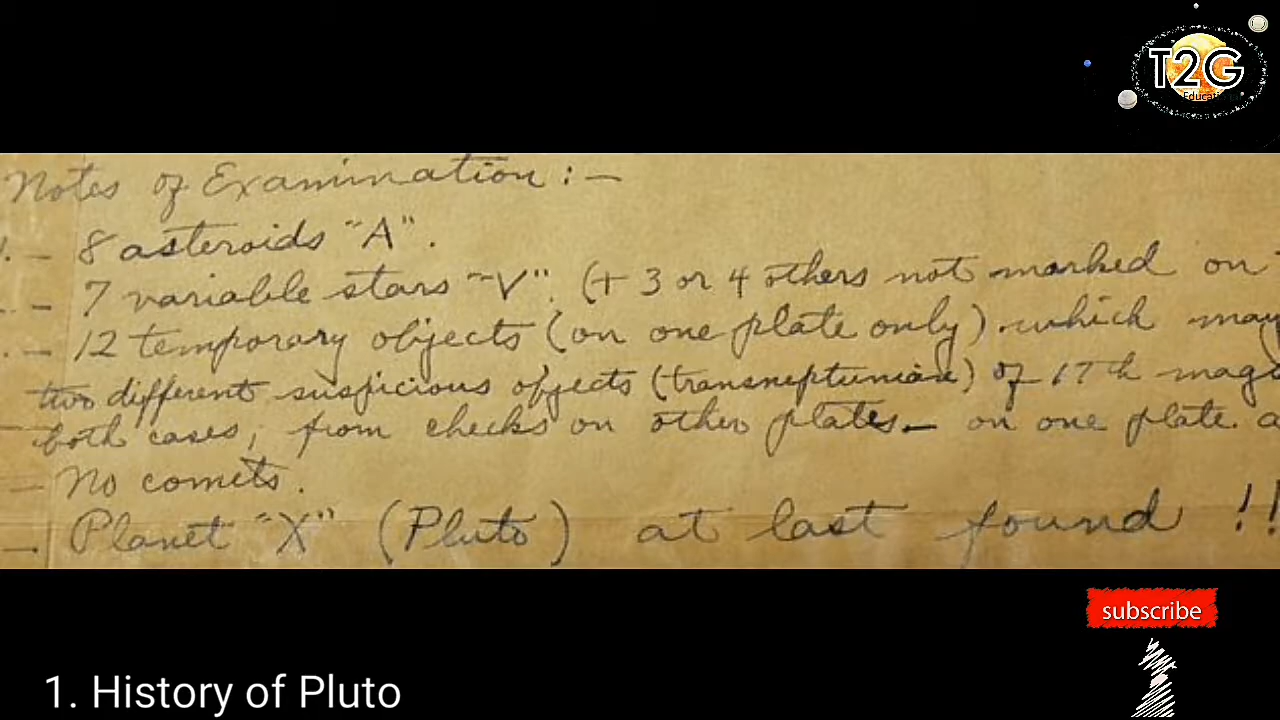 T2G
Education
Notes of Examination : —
— 8 asteroids "A".
— 7 variable stars "V". (+ 3 or 4 others not marked on
— 12 temporary objects (on one plate only). which may
two different suspicious objects (transneptunian) of 17th
both cases, from checks on other plates — on one plate
— No comets.
— Planet "X" (Pluto) at last found !!
subscribe
1. History of Pluto